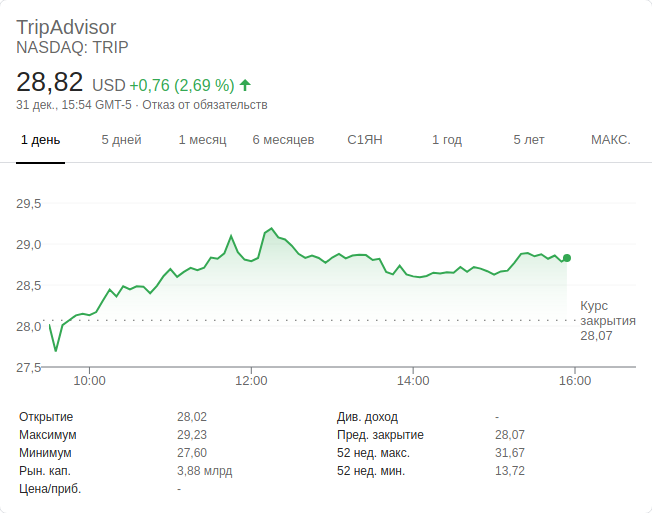 TripAdvisor
NASDAQ: TRIP
28,82 USD +0,76 (2,69 %)
31 дек., 15:54 GMT-5 · Отказ от обязательств
1 день 5 дней 1 месяц 6 месяцев С1ЯН 1 год 5 лет МАКС.
29,5
29,0
28,5
28,0
27,5
Курс
закрытия
28,07
10:00 12:00 14:00 16:00
Открытие 28,02
Максимум 29,23
Минимум 27,60
Рын. кап. 3,88 млрд
Цена/приб. -
Див. доход -
Пред. закрытие 28,07
52 нед. макс. 31,67
52 нед. мин. 13,72